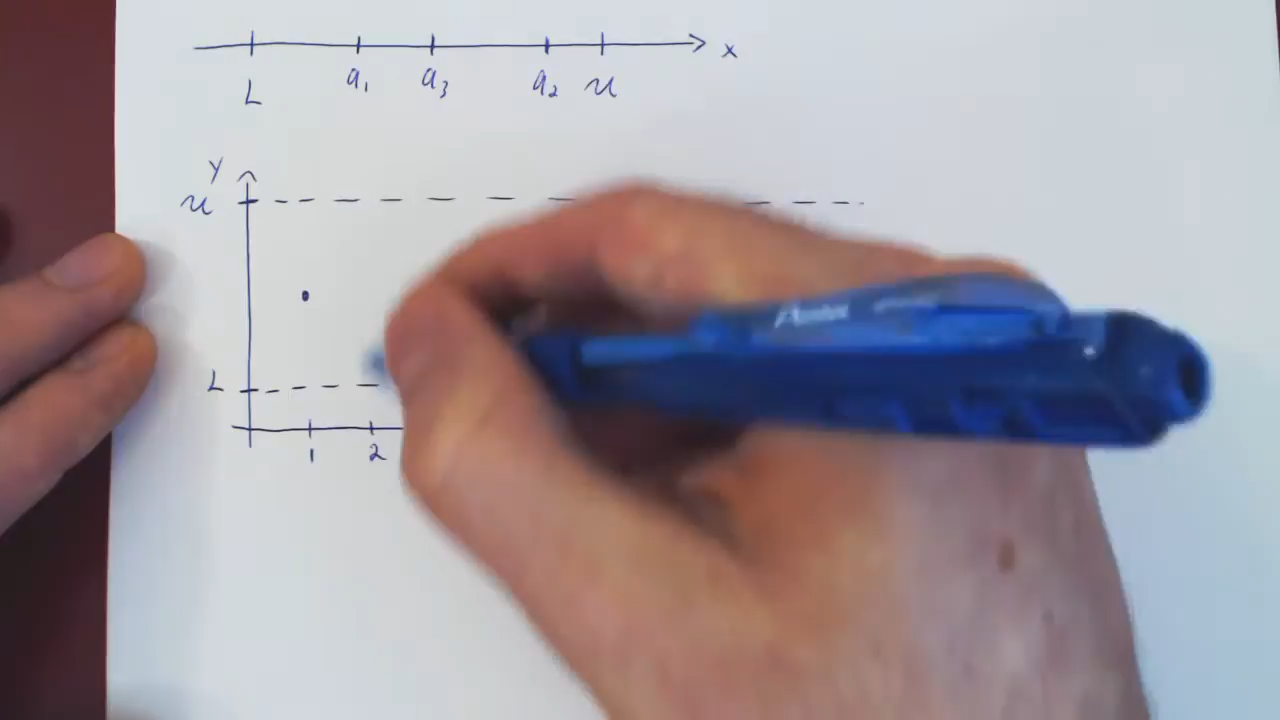 x
L a₁ a₃ a₂ u
y
u
L
1 2
Pentel